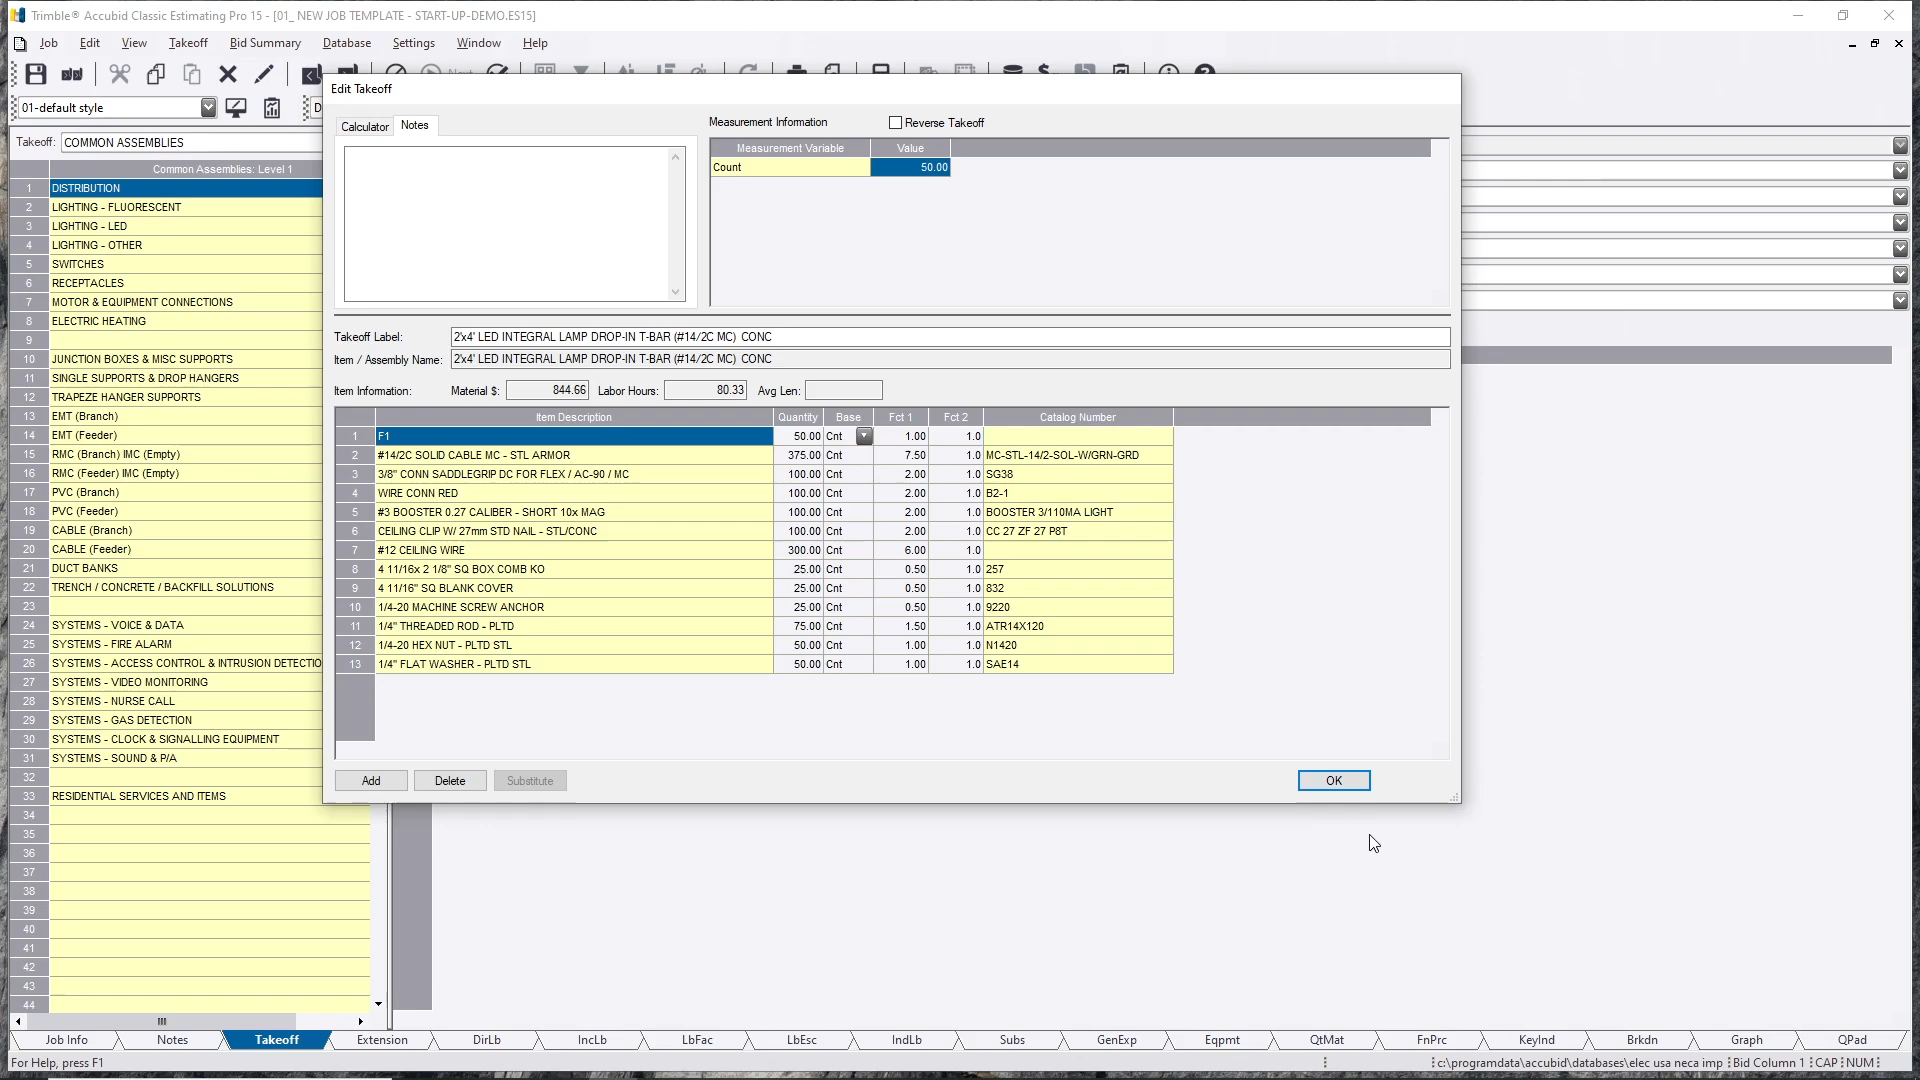 Trimble® Accubid Classic Estimating Pro 15 - [01_ NEW JOB TEMPLATE - START-UP-DEMO.ES15]
Job Edit View Takeoff Bid Summary Database Settings Window Help
01-default style
Takeoff: COMMON ASSEMBLIES
Common Assemblies: Level 1
1 DISTRIBUTION
2 LIGHTING - FLUORESCENT
3 LIGHTING - LED
4 LIGHTING - OTHER
5 SWITCHES
6 RECEPTACLES
7 MOTOR & EQUIPMENT CONNECTIONS
8 ELECTRIC HEATING
9
10 JUNCTION BOXES & MISC SUPPORTS
11 SINGLE SUPPORTS & DROP HANGERS
12 TRAPEZE HANGER SUPPORTS
13 EMT (Branch)
14 EMT (Feeder)
15 RMC (Branch) IMC (Empty)
16 RMC (Feeder) IMC (Empty)
17 PVC (Branch)
18 PVC (Feeder)
19 CABLE (Branch)
20 CABLE (Feeder)
21 DUCT BANKS
22 TRENCH / CONCRETE / BACKFILL SOLUTIONS
23
24 SYSTEMS - VOICE & DATA
25 SYSTEMS - FIRE ALARM
26 SYSTEMS - ACCESS CONTROL & INTRUSION DETECTIO
27 SYSTEMS - VIDEO MONITORING
28 SYSTEMS - NURSE CALL
29 SYSTEMS - GAS DETECTION
30 SYSTEMS - CLOCK & SIGNALLING EQUIPMENT
31 SYSTEMS - SOUND & P/A
32
33 RESIDENTIAL SERVICES AND ITEMS
34
35
36
37
38
39
40
41
42
43
44
Edit Takeoff
Calculator Notes
Measurement Information Reverse Takeoff
Measurement Variable Value
Count 50.00
Takeoff Label: 2'x4' LED INTEGRAL LAMP DROP-IN T-BAR (#14/2C MC) CONC
Item / Assembly Name: 2'x4' LED INTEGRAL LAMP DROP-IN T-BAR (#14/2C MC) CONC
Item Information: Material $: 844.66 Labor Hours: 80.33 Avg Len:
Item Description Quantity Base Fct 1 Fct 2 Catalog Number
1 F1 50.00 Cnt 1.00 1.0
2 #14/2C SOLID CABLE MC - STL ARMOR 375.00 Cnt 7.50 1.0 MC-STL-14/2-SOL-W/GRN-GRD
3 3/8" CONN SADDLEGRIP DC FOR FLEX / AC-90 / MC 100.00 Cnt 2.00 1.0 SG38
4 WIRE CONN RED 100.00 Cnt 2.00 1.0 B2-1
5 #3 BOOSTER 0.27 CALIBER - SHORT 10x MAG 100.00 Cnt 2.00 1.0 BOOSTER 3/110MA LIGHT
6 CEILING CLIP W/ 27mm STD NAIL - STL/CONC 100.00 Cnt 2.00 1.0 CC 27 ZF 27 P8T
7 #12 CEILING WIRE 300.00 Cnt 6.00 1.0
8 4 11/16x 2 1/8" SQ BOX COMB KO 25.00 Cnt 0.50 1.0 257
9 4 11/16" SQ BLANK COVER 25.00 Cnt 0.50 1.0 832
10 1/4-20 MACHINE SCREW ANCHOR 25.00 Cnt 0.50 1.0 9220
11 1/4" THREADED ROD - PLTD 75.00 Cnt 1.50 1.0 ATR14X120
12 1/4-20 HEX NUT - PLTD STL 50.00 Cnt 1.00 1.0 N1420
13 1/4" FLAT WASHER - PLTD STL 50.00 Cnt 1.00 1.0 SAE14
Add Delete Substitute OK
Job Info Notes Takeoff Extension DirLb IncLb LbFac LbEsc IndLb Subs GenExp Eqpmt QtMat FnPrc KeyInd Brkdn Graph QPad
For Help, press F1 c:\programdata\accubid\databases\elec usa neca imp Bid Column 1 CAP NUM